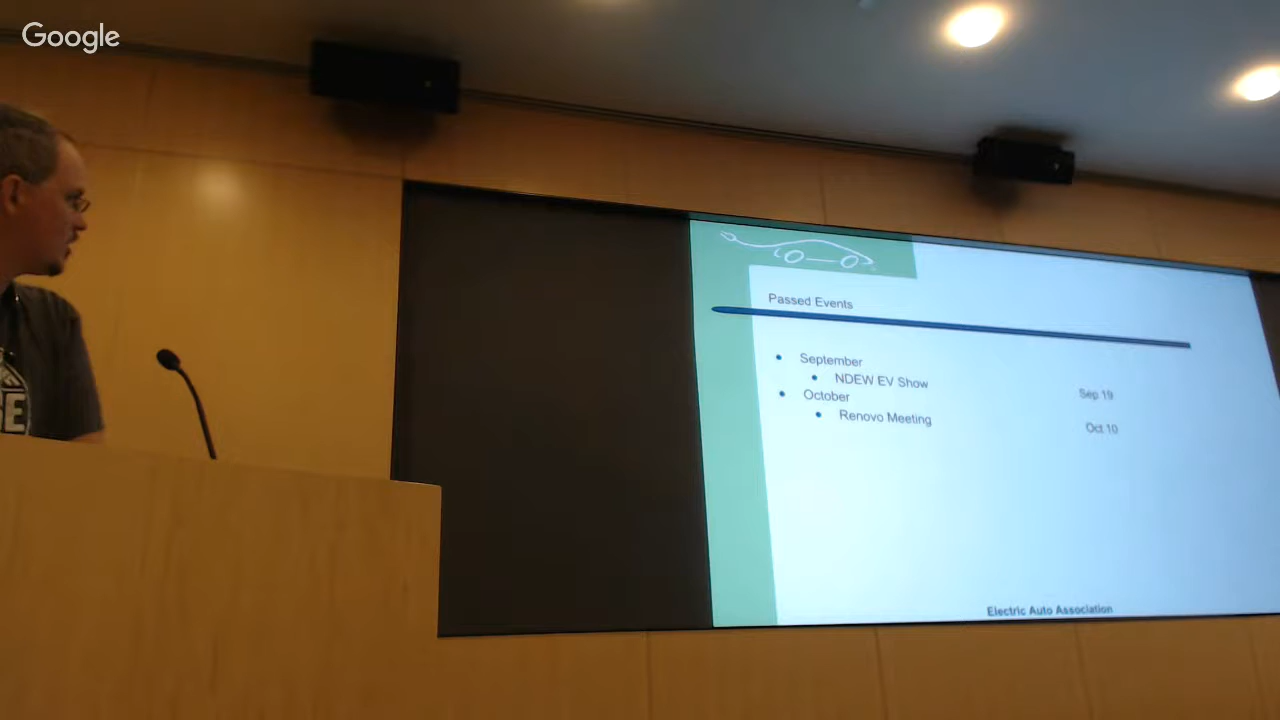 Google
Passed Events
September
NDEW EV Show
Sep 19
October
Renovo Meeting
Oct 10
Electric Auto Association